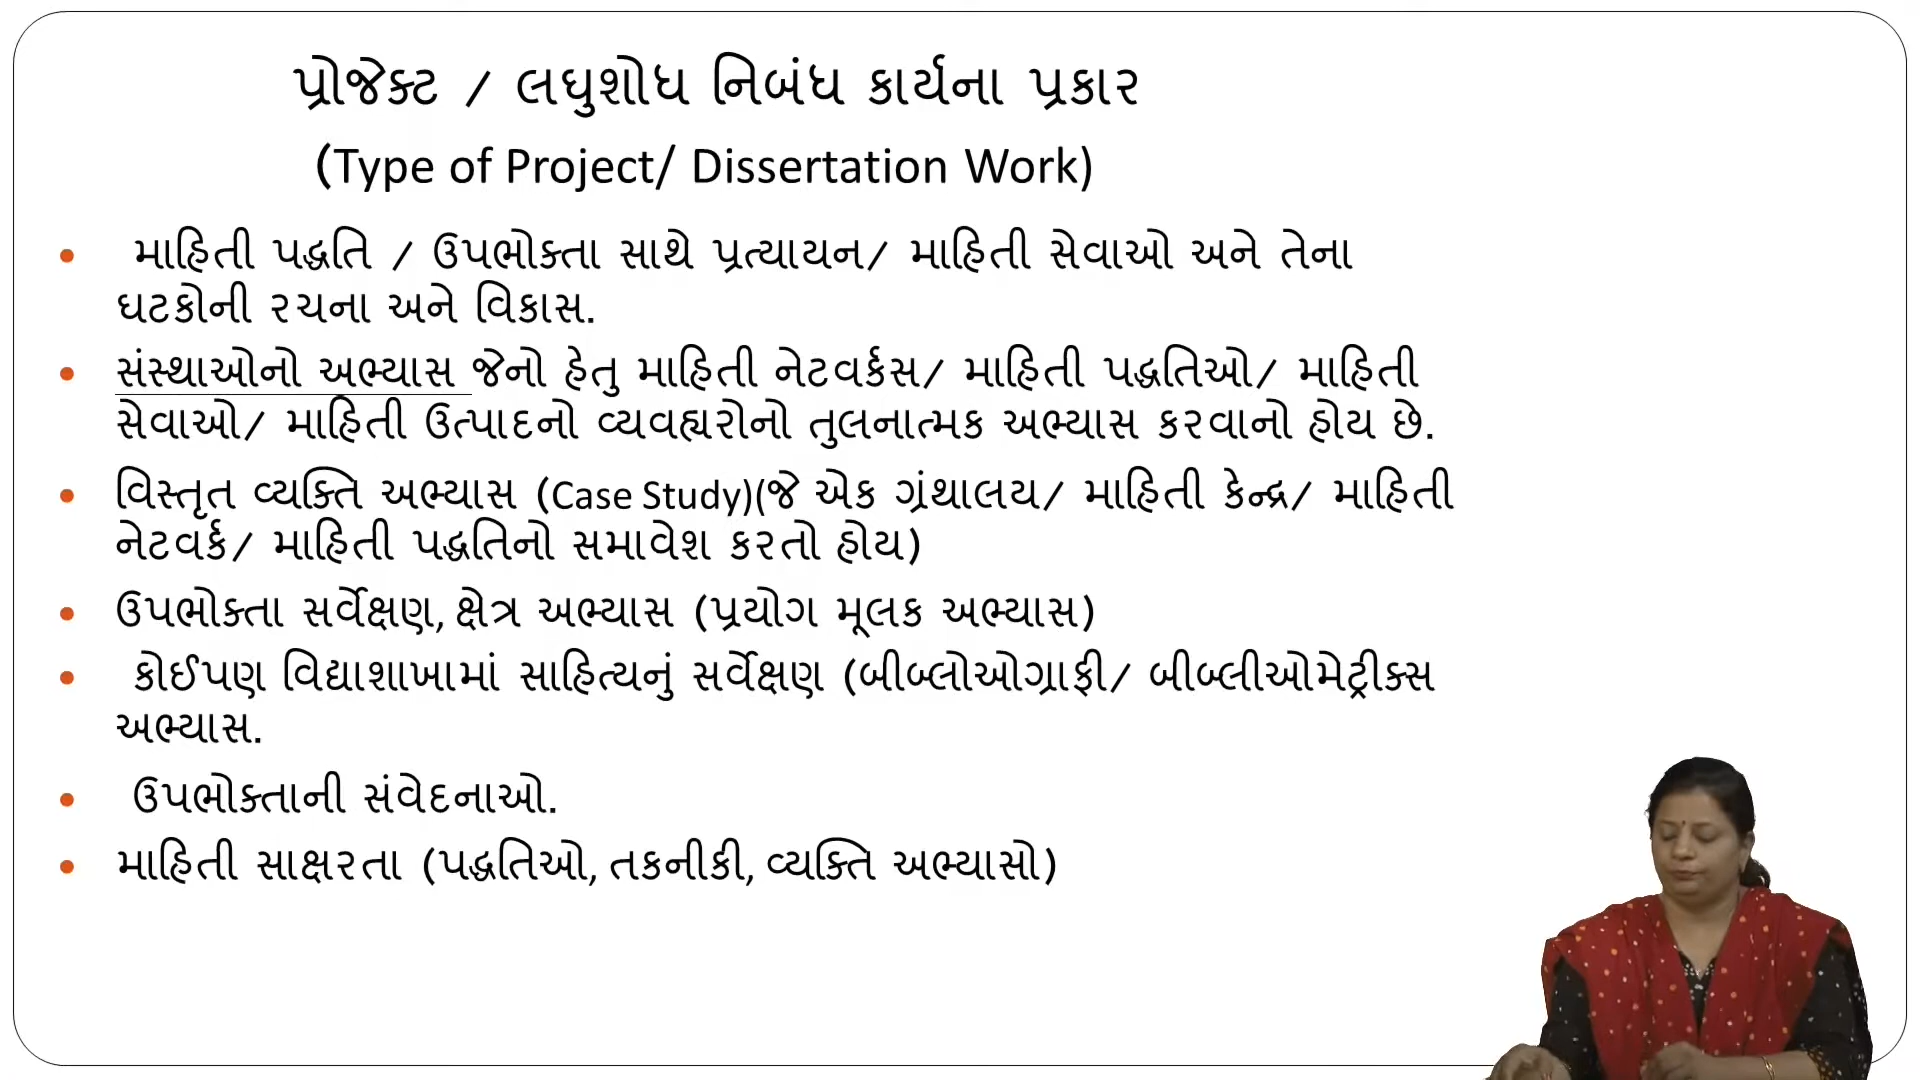 પ્રોજેક્ટ / લઘુશોધ નિબંધ કાર્યના પ્રકાર
(Type of Project/ Dissertation Work)
માહિતી પદ્ધતિ / ઉપભોક્તા સાથે પ્રત્યાયન/ માહિતી સેવાઓ અને તેના
ઘટકોની રચના અને વિકાસ.
સંસ્થાઓનો અભ્યાસ જેનો હેતુ માહિતી નેટવર્કસ/ માહિતી પદ્ધતિઓ/ માહિતી
સેવાઓ/ માહિતી ઉત્પાદનો વ્યવહ્યરોનો તુલનાત્મક અભ્યાસ કરવાનો હોય છે.
વિસ્તૃત વ્યક્તિ અભ્યાસ (Case Study)(જે એક ગ્રંથાલય/ માહિતી કેન્દ્ર/ માહિતી
નેટવર્ક/ માહિતી પદ્ધતિનો સમાવેશ કરતો હોય)
ઉપભોક્તા સર્વેક્ષણ, ક્ષેત્ર અભ્યાસ (પ્રયોગ મૂલક અભ્યાસ)
કોઈપણ વિદ્યાશાખામાં સાહિત્યનું સર્વેક્ષણ (બીબ્લોઓગ્રાફી/ બીબ્લીઓમેટ્રીક્સ
અભ્યાસ.
ઉપભોક્તાની સંવેદનાઓ.
માહિતી સાક્ષરતા (પદ્ધતિઓ, તકનીકી, વ્યક્તિ અભ્યાસો)